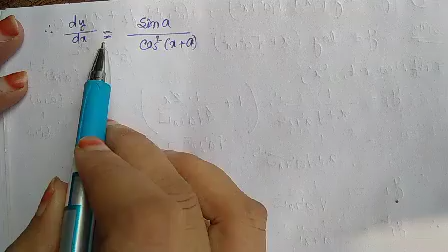 ∴ dy/dx = Sin a / Cos² (x+a)